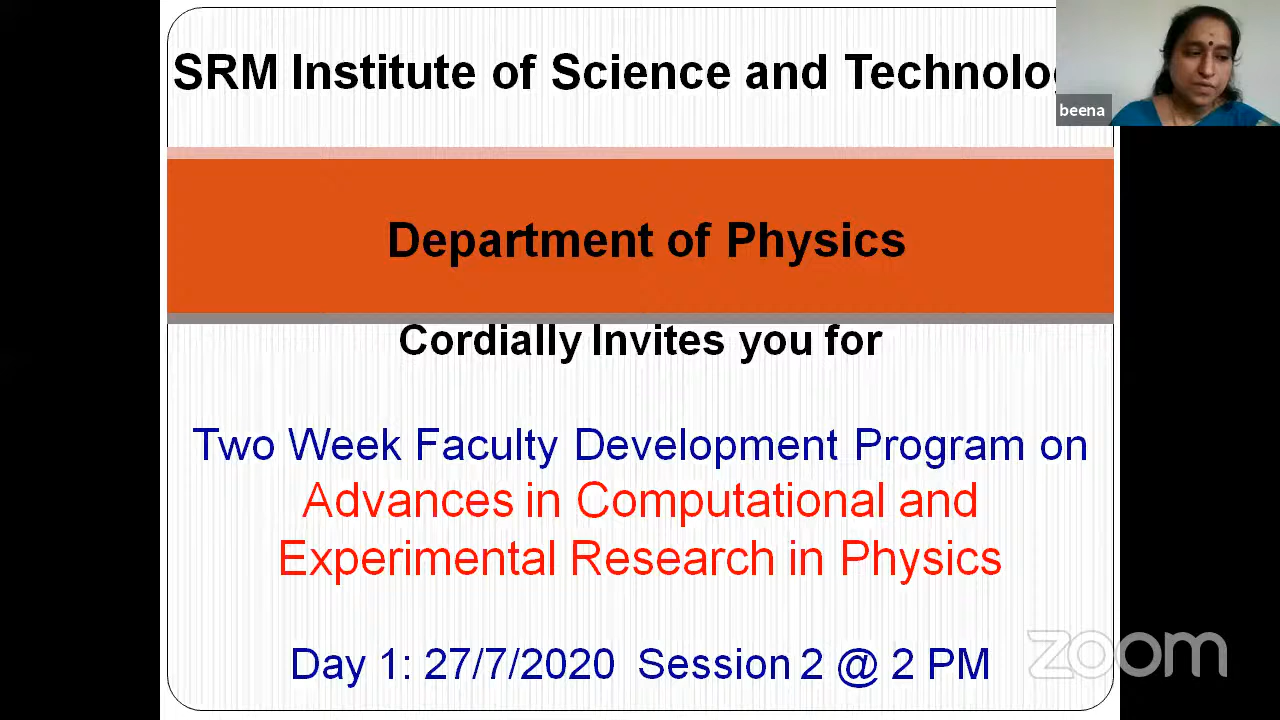 SRM Institute of Science and Technolog
beena
Department of Physics
Cordially Invites you for
Two Week Faculty Development Program on
Advances in Computational and
Experimental Research in Physics
Day 1: 27/7/2020 Session 2 @ 2 PM
zoom